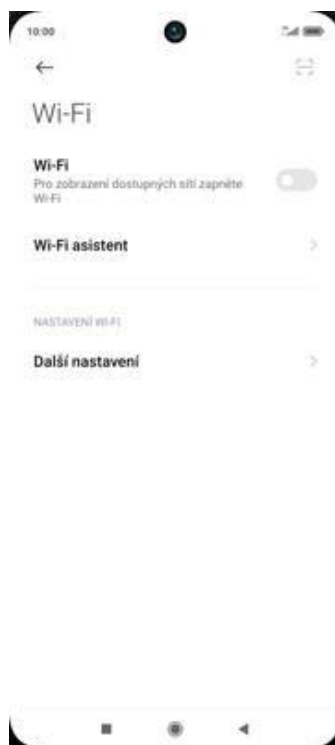 10:00
Wi-Fi
Wi-Fi
Pro zobrazení dostupných sítí zapněte
Wi-Fi
Wi-Fi asistent
NASTAVENÍ WI-FI
Další nastavení